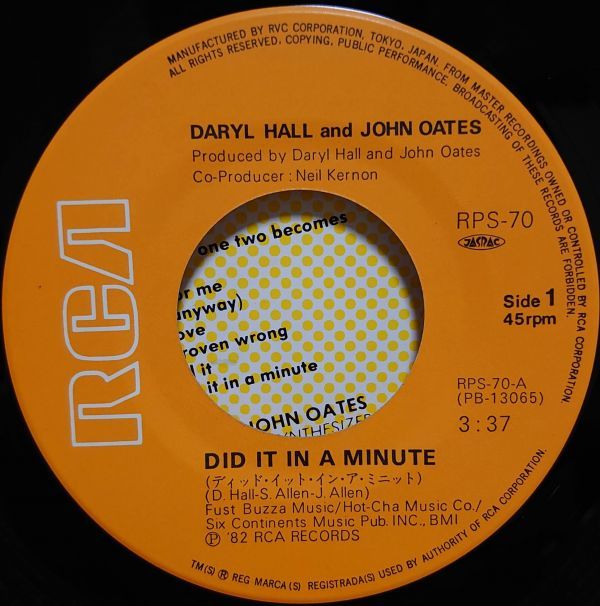 MANUFACTURED BY RVC CORPORATION, TOKYO, JAPAN. FROM MASTER RECORDINGS OWNED OR CONTROLLED BY RCA CORPORATION.
ALL RIGHTS RESERVED. COPYING, PUBLIC PERFORMANCE, BROADCASTING OF THESE RECORDS ARE FORBIDDEN.
DARYL HALL and JOHN OATES
Produced by Daryl Hall and John Oates
Co-Producer : Neil Kernon
RCA
RPS-70
JASRAC
Side 1
45rpm
RPS-70-A
(PB-13065)
3:37
one two becomes
or me
anyway)
ove
roven wrong
it
it in a minute
JOHN OATES
SYNTHESIZER
DID IT IN A MINUTE
(ディッド・イット・イン・ア・ミニット)
(D. Hall-S. Allen-J. Allen)
Fust Buzza Music/Hot-Cha Music Co./
Six Continents Music Pub. INC., BMI
Ⓟ '82 RCA RECORDS
TM(S) ® REG MARCA(S) REGISTRADA(S) USED BY AUTHORITY OF RCA CORPORATION.